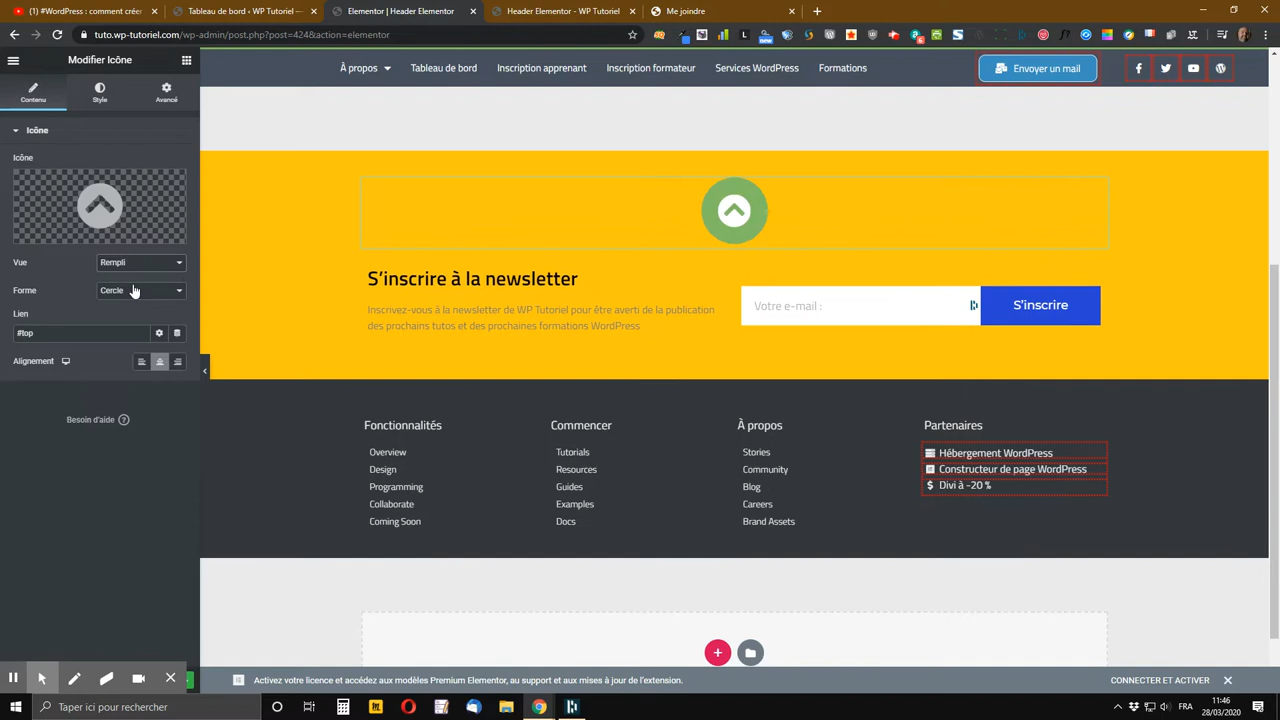 (1) #WordPress : comment crée
Tableau de bord ‹ WP Tutoriel —
Elementor | Header
Elementor | Footer
Me joindre
tuto.wp-tutoriel.com/wp-admin/post.php?post=424&action=elementor
Modifier Icône
Contenu
Style
Avancé
Icône
Icône
Vue
Rempli
Forme
Cercle
Lien
#top
Alignement
Besoin d'aide
À propos
Tableau de bord
Inscription apprenant
Inscription formateur
Services WordPress
Formations
Envoyer un mail
S'inscrire à la newsletter
Inscrivez-vous à la newsletter de WP Tutoriel pour être averti de la publication
des prochains tutos et des prochaines formations WordPress
Votre e-mail :
S'inscrire
Fonctionnalités
Overview
Design
Programming
Collaborate
Coming Soon
Commencer
Tutorials
Resources
Guides
Examples
Docs
À propos
Stories
Community
Blog
Careers
Brand Assets
Partenaires
Hébergement WordPress
Constructeur de page WordPress
Divi à -20 %
Activez votre licence et accédez aux modèles Premium Elementor, au support et aux mises à jour de l'extension.
CONNECTER ET ACTIVER
Taper ici pour rechercher
FRA
11:46
28/03/2020